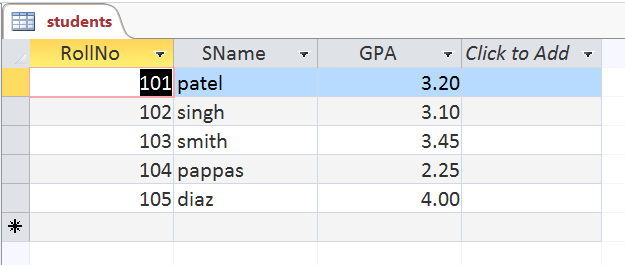 students
RollNo SName GPA Click to Add
101 patel 3.20
102 singh 3.10
103 smith 3.45
104 pappas 2.25
105 diaz 4.00